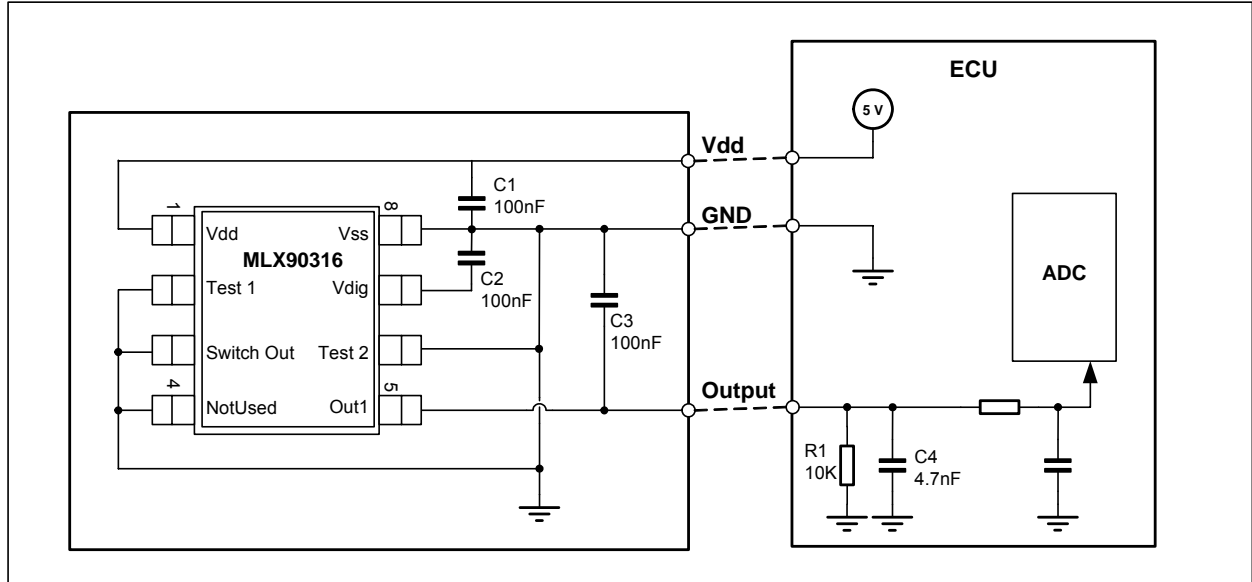 ECU
5 V
Vdd
C1
100nF
GND
1
8
Vdd
Vss
MLX90316
ADC
Test 1
Vdig
C2
100nF
C3
100nF
Switch Out
Test 2
Output
4
5
NotUsed
Out1
R1
10K
C4
4.7nF